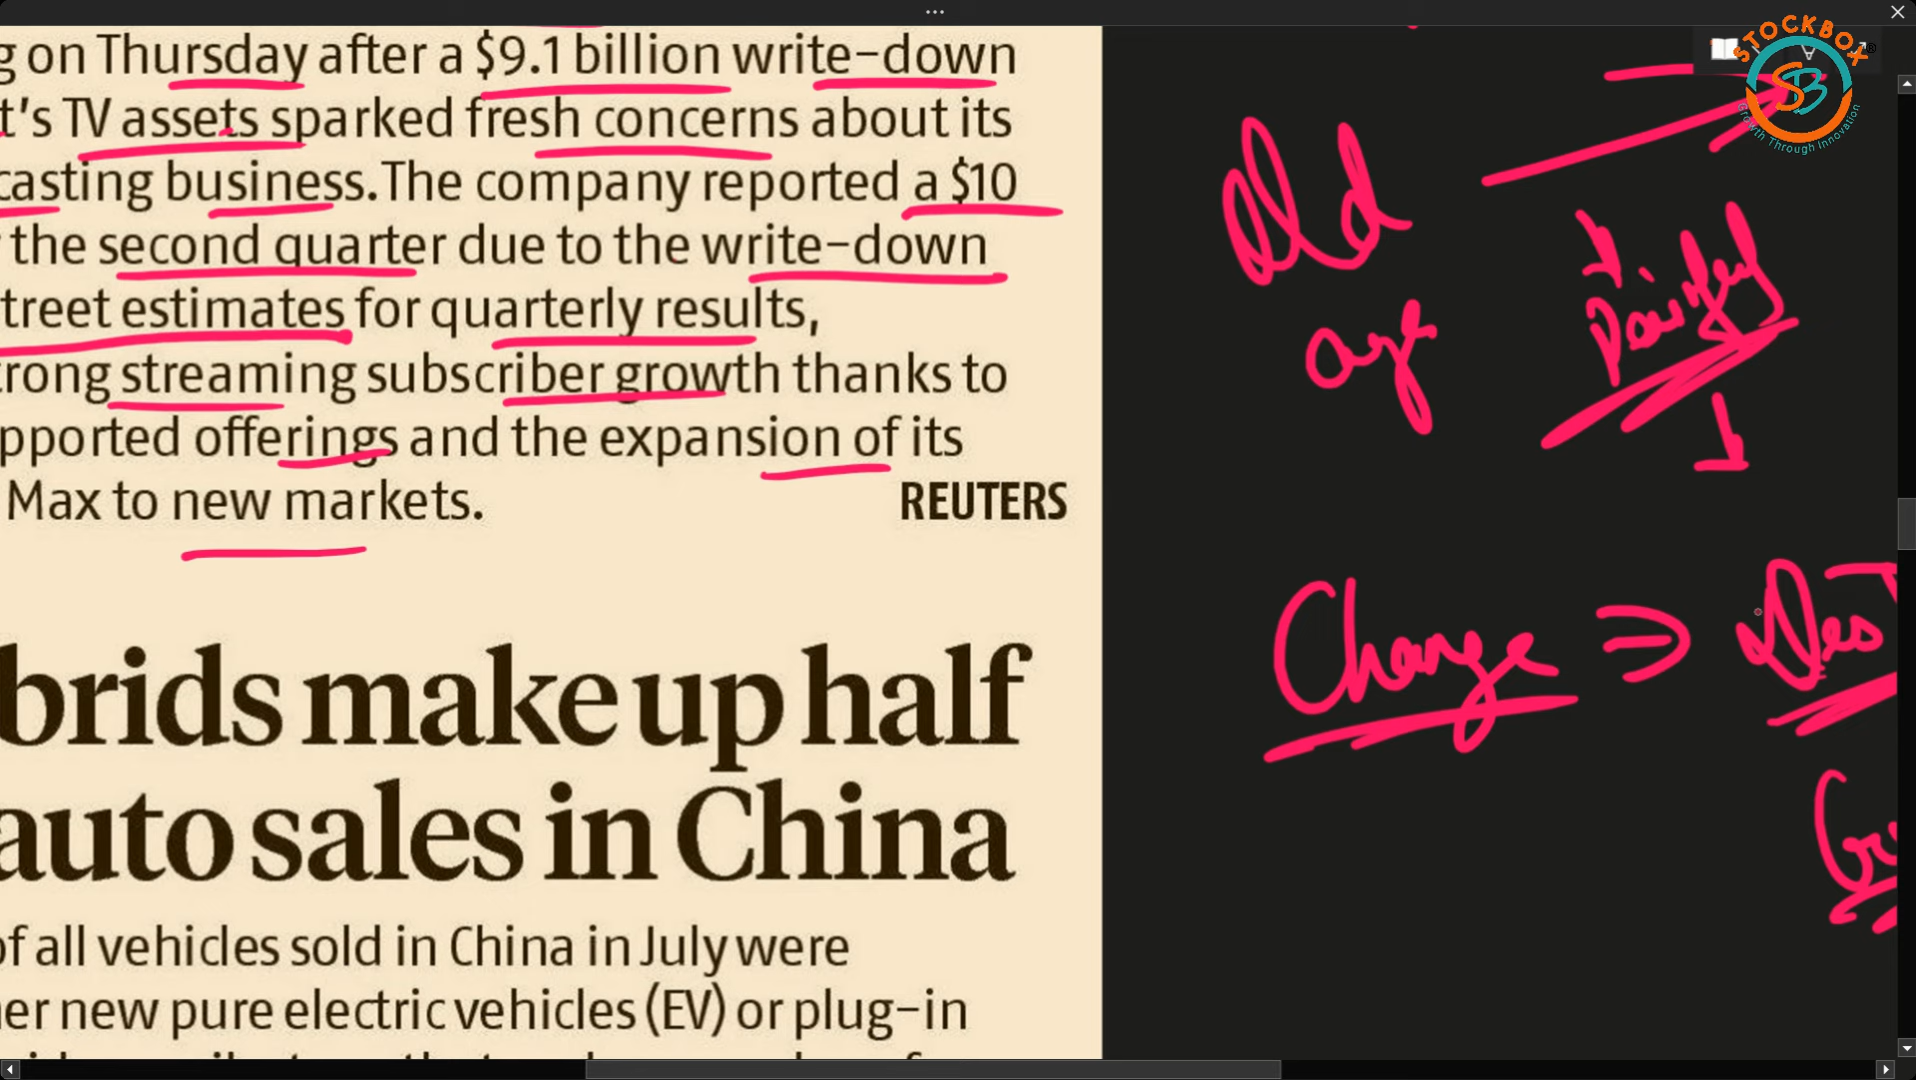 g on Thursday after a $9.1 billion write-down
t's TV assets sparked fresh concerns about its
casting business. The company reported a $10
the second quarter due to the write-down
treet estimates for quarterly results,
rong streaming subscriber growth thanks to
pported offerings and the expansion of its
Max to new markets.
REUTERS
brids make up half
auto sales in China
of all vehicles sold in China in July were
er new pure electric vehicles (EV) or plug-in
STOCKBOX
SB
Growth Through Innovation
Old
age
Painful
Change ⇒ Des